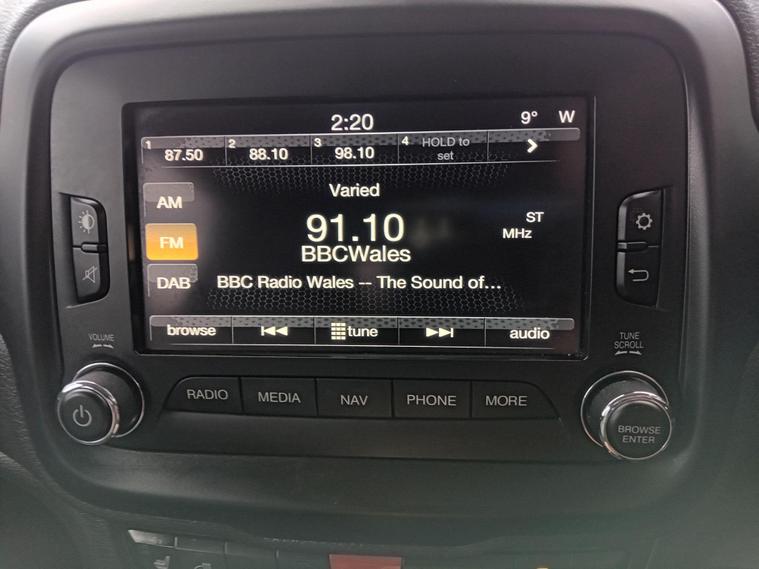 2:20 9° W
1 87.50 2 88.10 3 98.10 4 HOLD to set
Varied
AM
91.10 ST
FM MHz
BBCWales
DAB BBC Radio Wales -- The Sound of...
browse tune audio
VOLUME
TUNE SCROLL
RADIO MEDIA NAV PHONE MORE
BROWSE ENTER